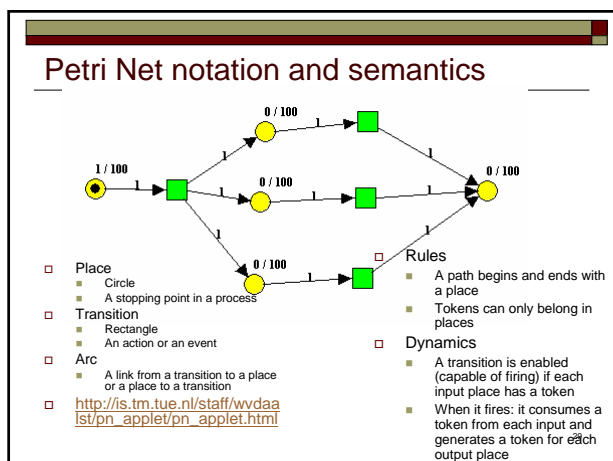 Petri Net notation and semantics
0 / 100
1
1
1
1 / 100
1
0 / 100
0 / 100
1
1
1
1
1
0 / 100
1
1
Place
Circle
A stopping point in a process
Transition
Rectangle
An action or an event
Arc
A link from a transition to a place
or a place to a transition
http://is.tm.tue.nl/staff/wvdaa
lst/pn_applet/pn_applet.html
Rules
A path begins and ends with
a place
Tokens can only belong in
places
Dynamics
A transition is enabled
(capable of firing) if each
input place has a token
When it fires: it consumes a
token from each input and
generates a token for each
output place